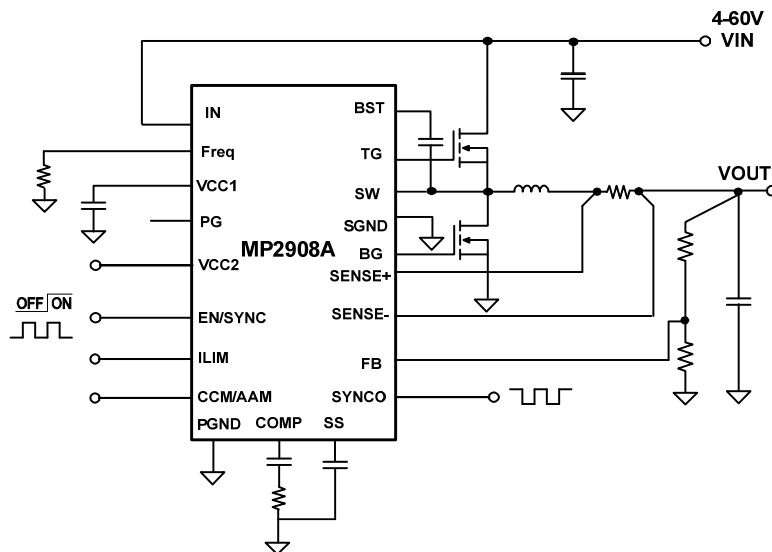 4-60V
VIN
IN
BST
Freq
TG
VCC1
SW
VOUT
PG
SGND
MP2908A
BG
VCC2
SENSE+
OFF ON
EN/SYNC
SENSE-
ILIM
FB
CCM/AAM
SYNCO
PGND
COMP
SS